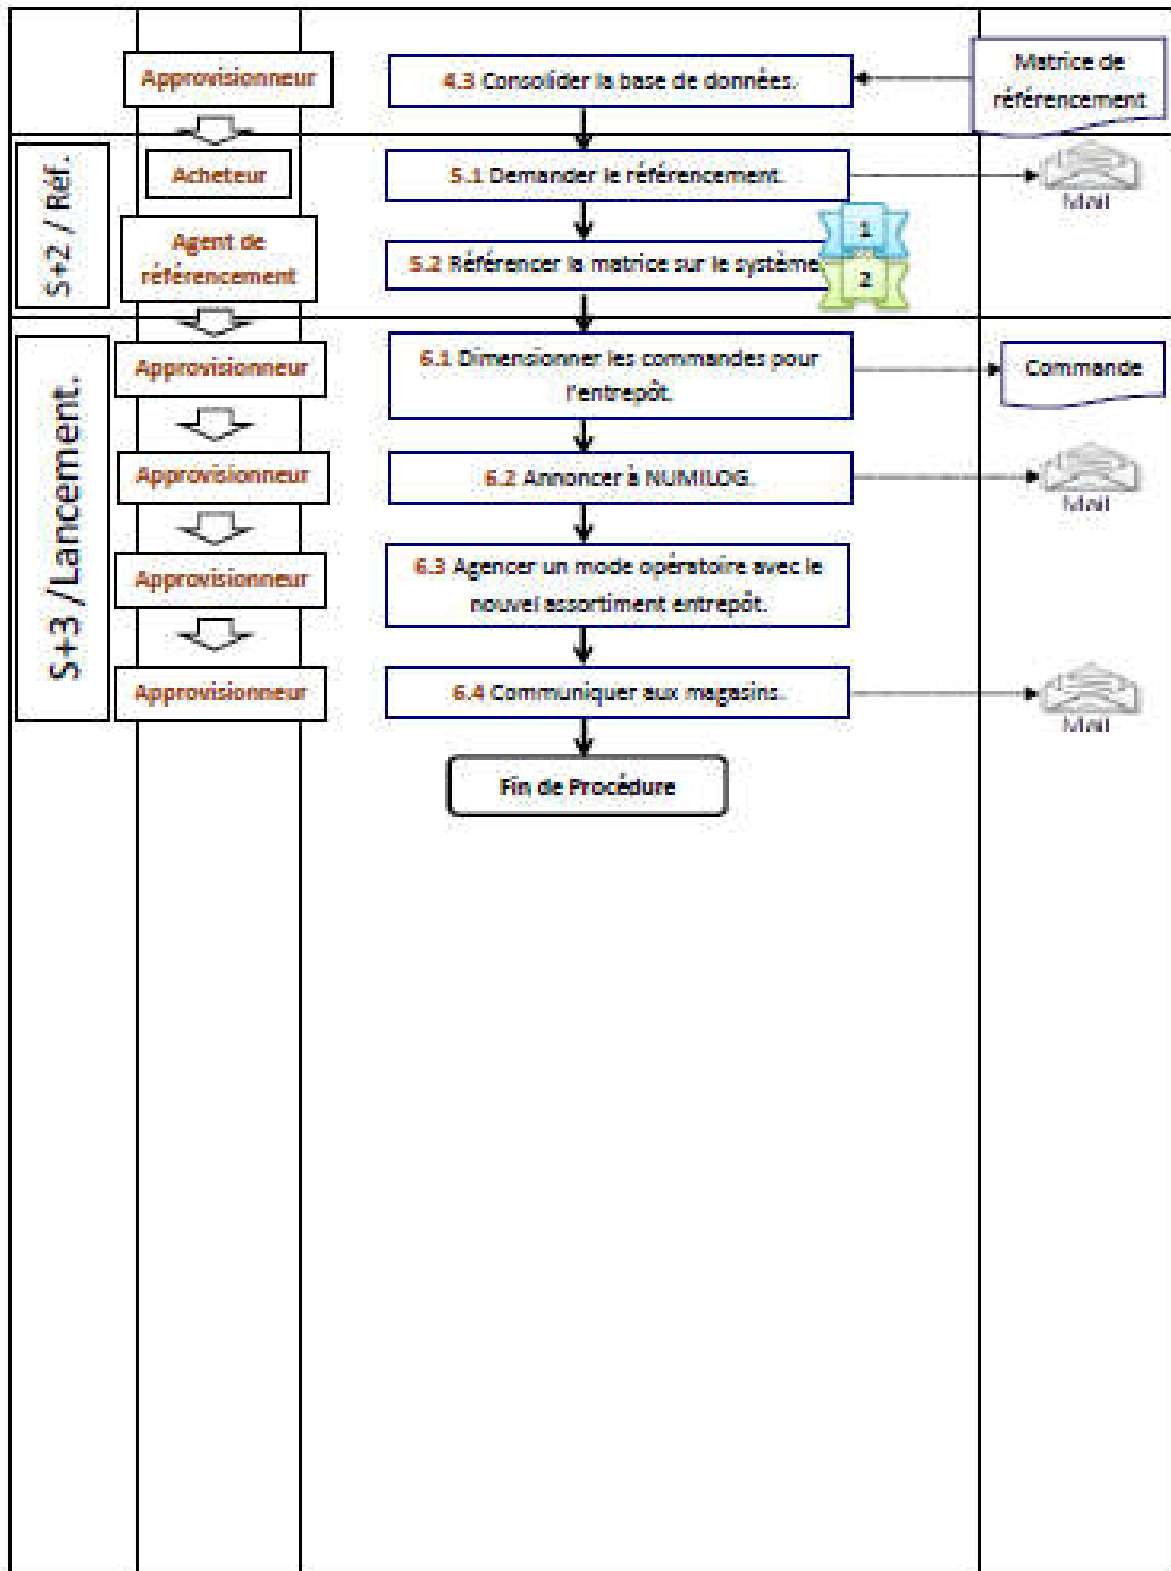 Approvisionneur
4.3 Consolider la base de données.
Matrice de
référencement
S+2 / Réf.
Acheteur
5.1 Demander le référencement.
Mail
Agent de
référencement
5.2 Référencer la matrice sur le système
1
2
S+3 /Lancement.
Approvisionneur
6.1 Dimensionner les commandes pour
l'entrepôt.
Commande
Approvisionneur
6.2 Annoncer à NUMILOG.
Mail
Approvisionneur
6.3 Agencer un mode opératoire avec le
nouvel assortiment entrepôt.
Approvisionneur
6.4 Communiquer aux magasins.
Mail
Fin de Procédure